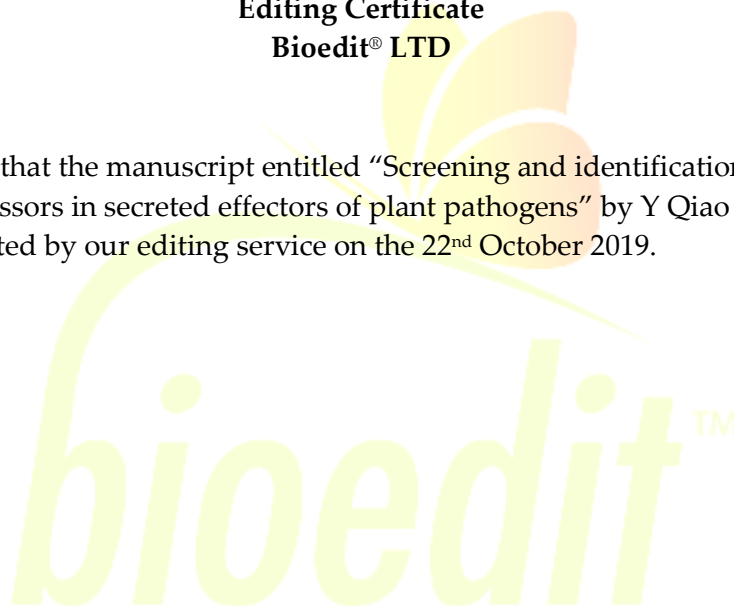 Editing Certificate
Bioedit® LTD
that the manuscript entitled “Screening and identification
ssors in secreted effectors of plant pathogens” by Y Qiao
ted by our editing service on the 22nd October 2019.
bioedit™